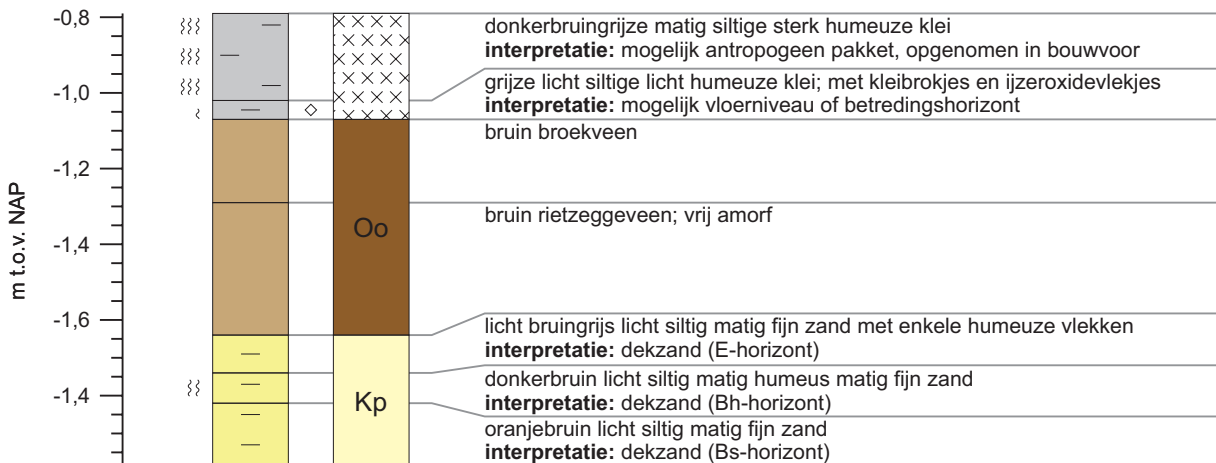 -0,8
-1,0
-1,2
-1,4
-1,6
-1,4
m t.o.v. NAP
Oo
Kp
donkerbruingrijze matig siltige sterk humeuze klei
interpretatie: mogelijk antropogeen pakket, opgenomen in bouwvoor
grijze licht siltige licht humeuze klei; met kleibrokjes en ijzeroxidevlekjes
interpretatie: mogelijk vloerniveau of betredingshorizont
bruin broekveen
bruin rietzeggeveen; vrij amorf
licht bruingrijs licht siltig matig fijn zand met enkele humeuze vlekken
interpretatie: dekzand (E-horizont)
donkerbruin licht siltig matig humeus matig fijn zand
interpretatie: dekzand (Bh-horizont)
oranjebruin licht siltig matig fijn zand
interpretatie: dekzand (Bs-horizont)